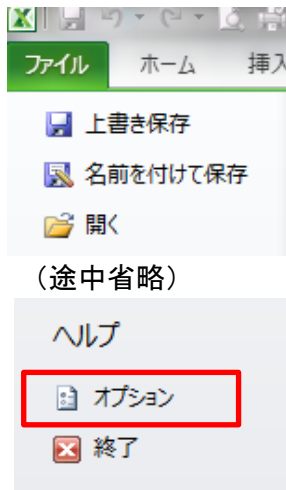 ファイル ホーム 挿入
上書き保存
名前を付けて保存
開く
（途中省略）
ヘルプ
オプション
終了